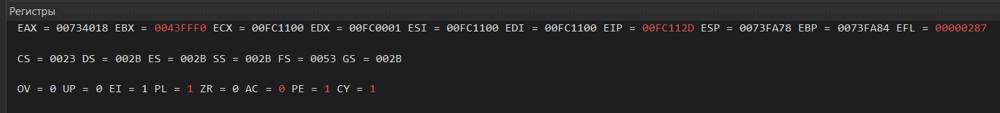 Регистры
EAX = 00734018 EBX = 0043FFF0 ECX = 00FC1100 EDX = 00FC0001 ESI = 00FC1100 EDI = 00FC1100 EIP = 00FC112D ESP = 0073FA78 EBP = 0073FA84 EFL = 00000287
CS = 0023 DS = 002B ES = 002B SS = 002B FS = 0053 GS = 002B
OV = 0 UP = 0 EI = 1 PL = 1 ZR = 0 AC = 0 PE = 1 CY = 1